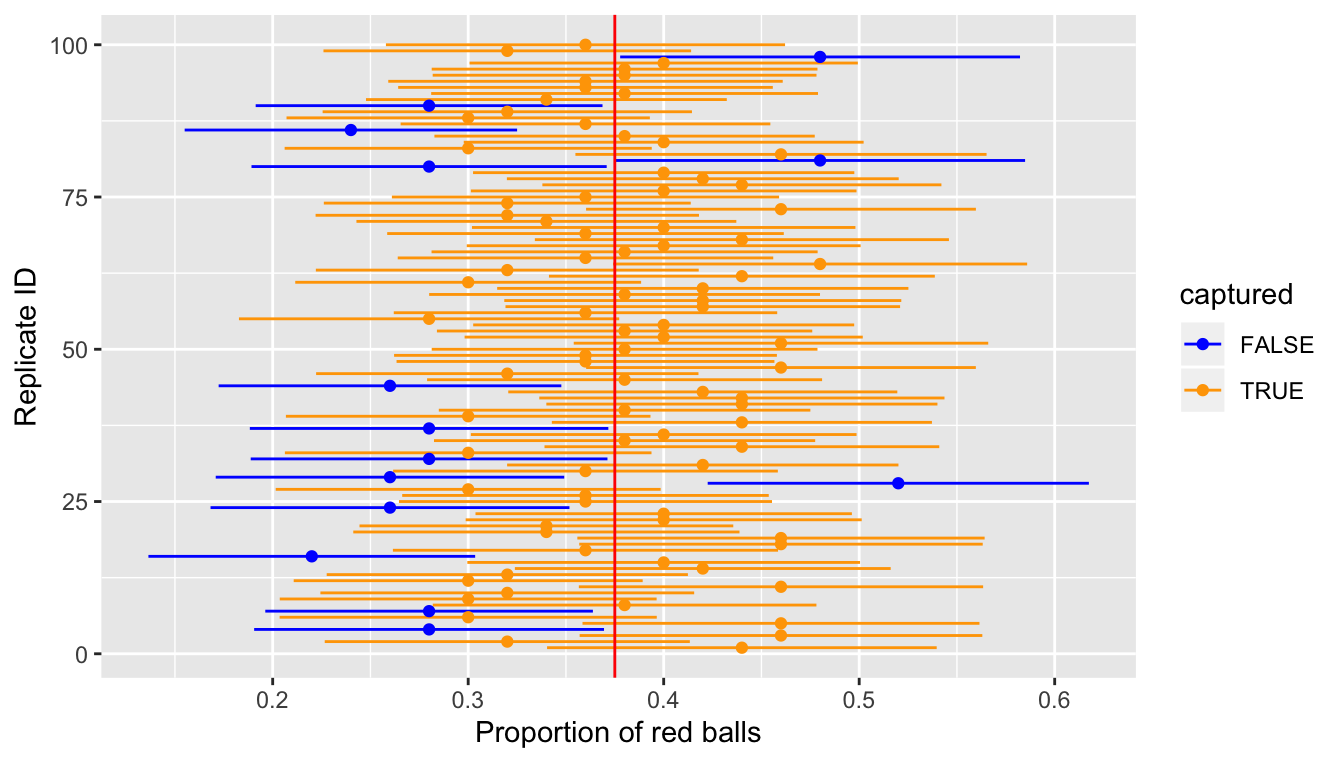 100
75
50
25
0
Replicate ID
0.2 0.3 0.4 0.5 0.6
Proportion of red balls
captured
FALSE
TRUE